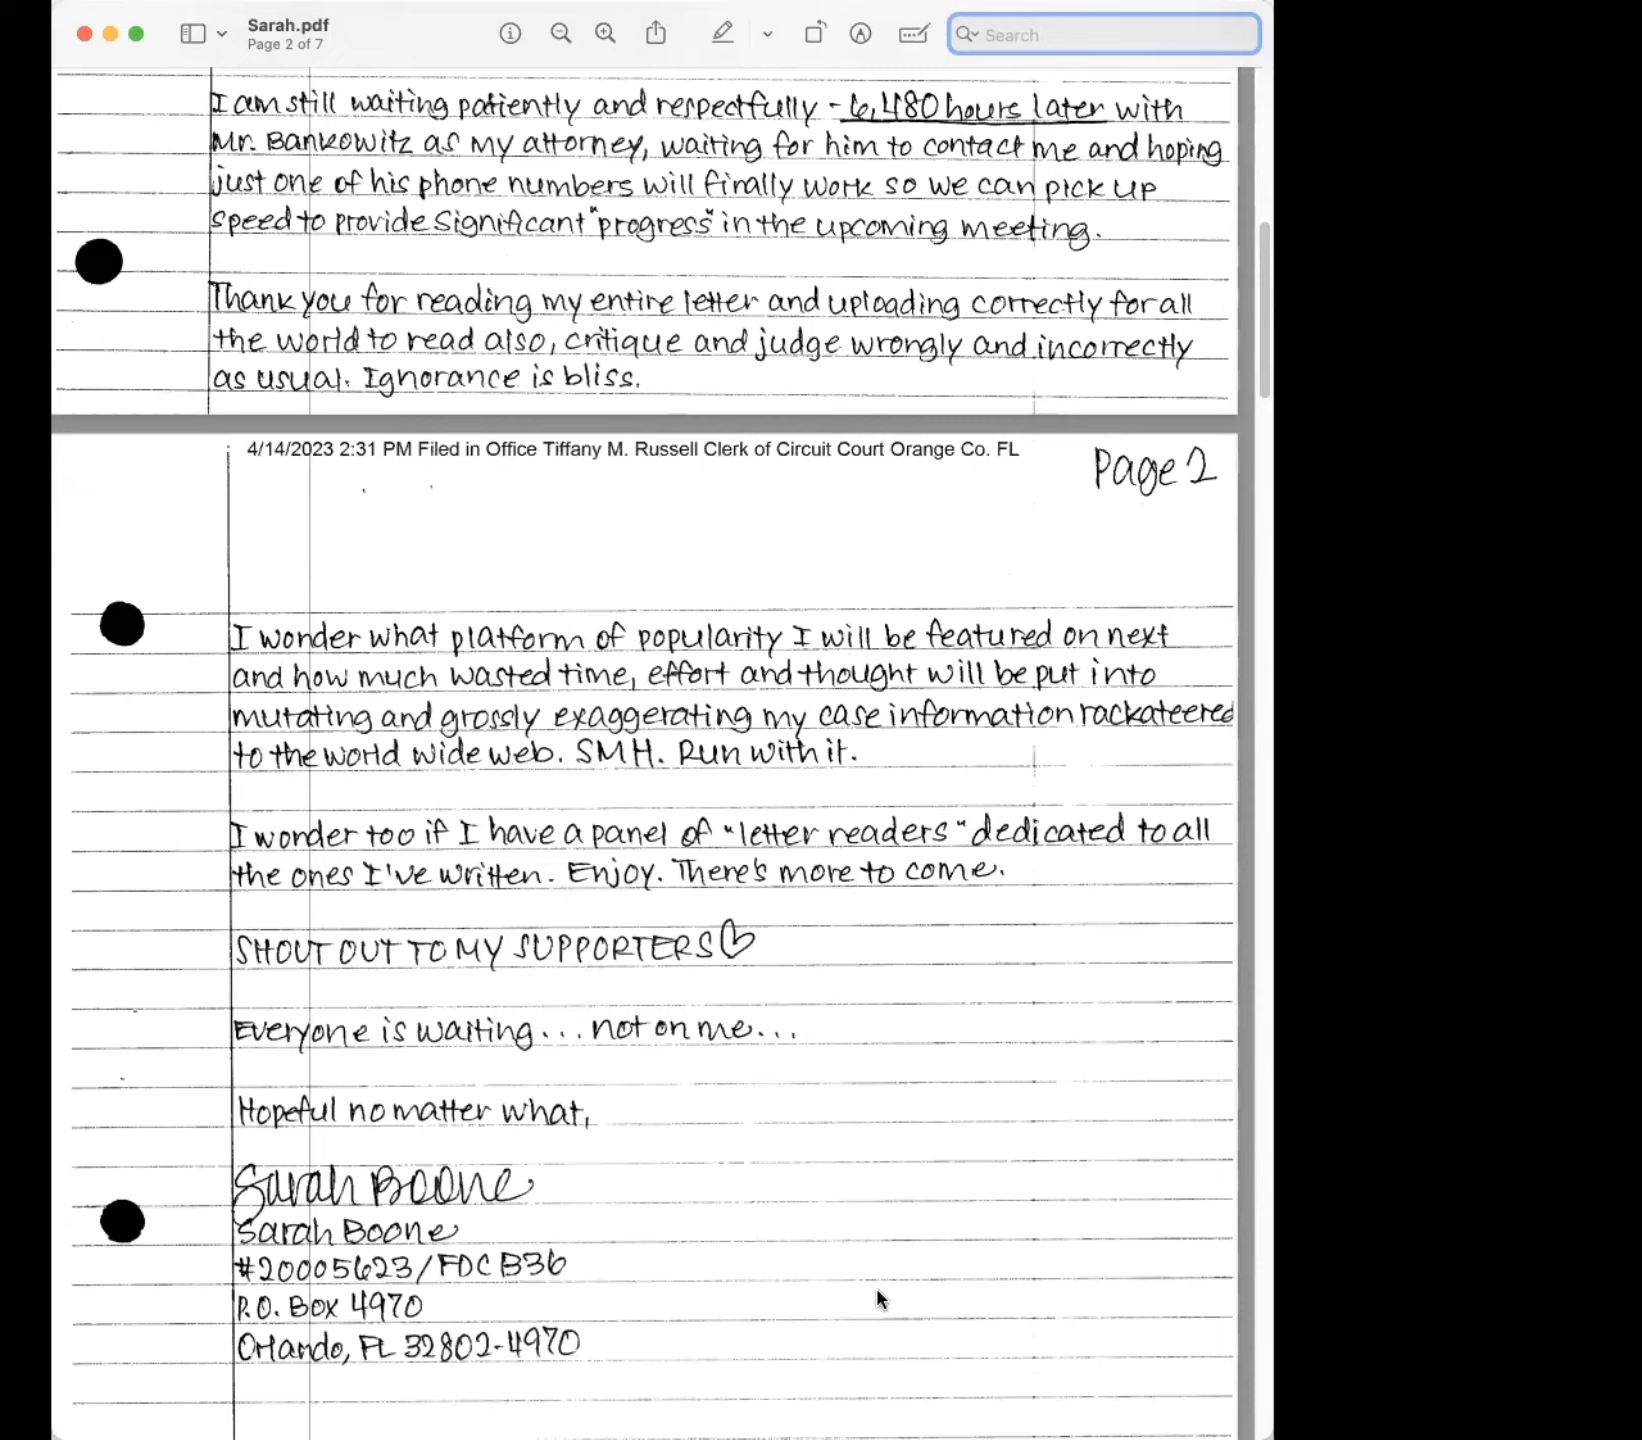 Sarah.pdf
Page 2 of 7
Search
I am still waiting patiently and respectfully - 6,480 hours later with
Mr. Bankowitz as my attorney, waiting for him to contact me and hoping
just one of his phone numbers will finally work so we can pick up
speed to provide significant "progress" in the upcoming meeting.
Thank you for reading my entire letter and uploading correctly for all
the world to read also, critique and judge wrongly and incorrectly
as usual. Ignorance is bliss.
4/14/2023 2:31 PM Filed in Office Tiffany M. Russell Clerk of Circuit Court Orange Co. FL
Page 2
I wonder what platform of popularity I will be featured on next
and how much wasted time, effort and thought will be put into
mutating and grossly exaggerating my case information rackateered
to the world wide web. SMH. Run with it.
I wonder too if I have a panel of "letter readers" dedicated to all
the ones I've written. Enjoy. There's more to come.
SHOUT OUT TO MY SUPPORTERS♡
Everyone is waiting... not on me...
Hopeful no matter what,
Sarah Boone
Sarah Boone
#20005623/FDC B36
P.O. Box 4970
Orlando, FL 32802-4970